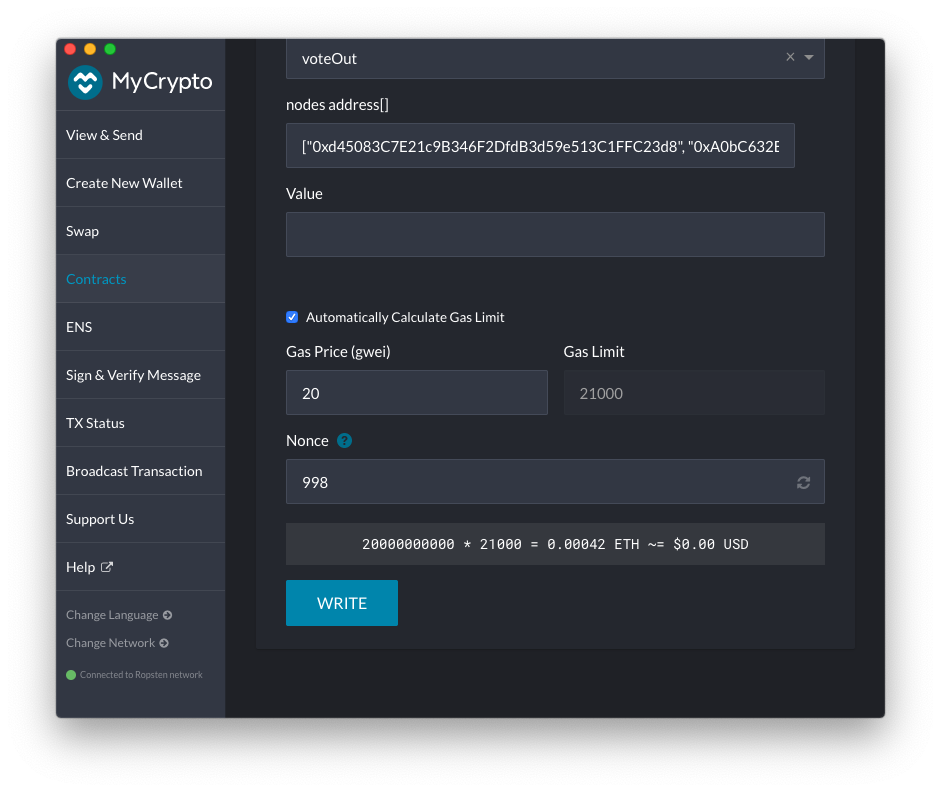 MyCrypto
View & Send
Create New Wallet
Swap
Contracts
ENS
Sign & Verify Message
TX Status
Broadcast Transaction
Support Us
Help
Change Language
Change Network
Connected to Ropsten network
voteOut
nodes address[]
["0xd45083C7E21c9B346F2DfdB3d59e513C1FFC23d8", "0xA0bC632E
Value
Automatically Calculate Gas Limit
Gas Price (gwei)
Gas Limit
20
21000
Nonce ?
998
20000000000 * 21000 = 0.00042 ETH ~= $0.00 USD
WRITE